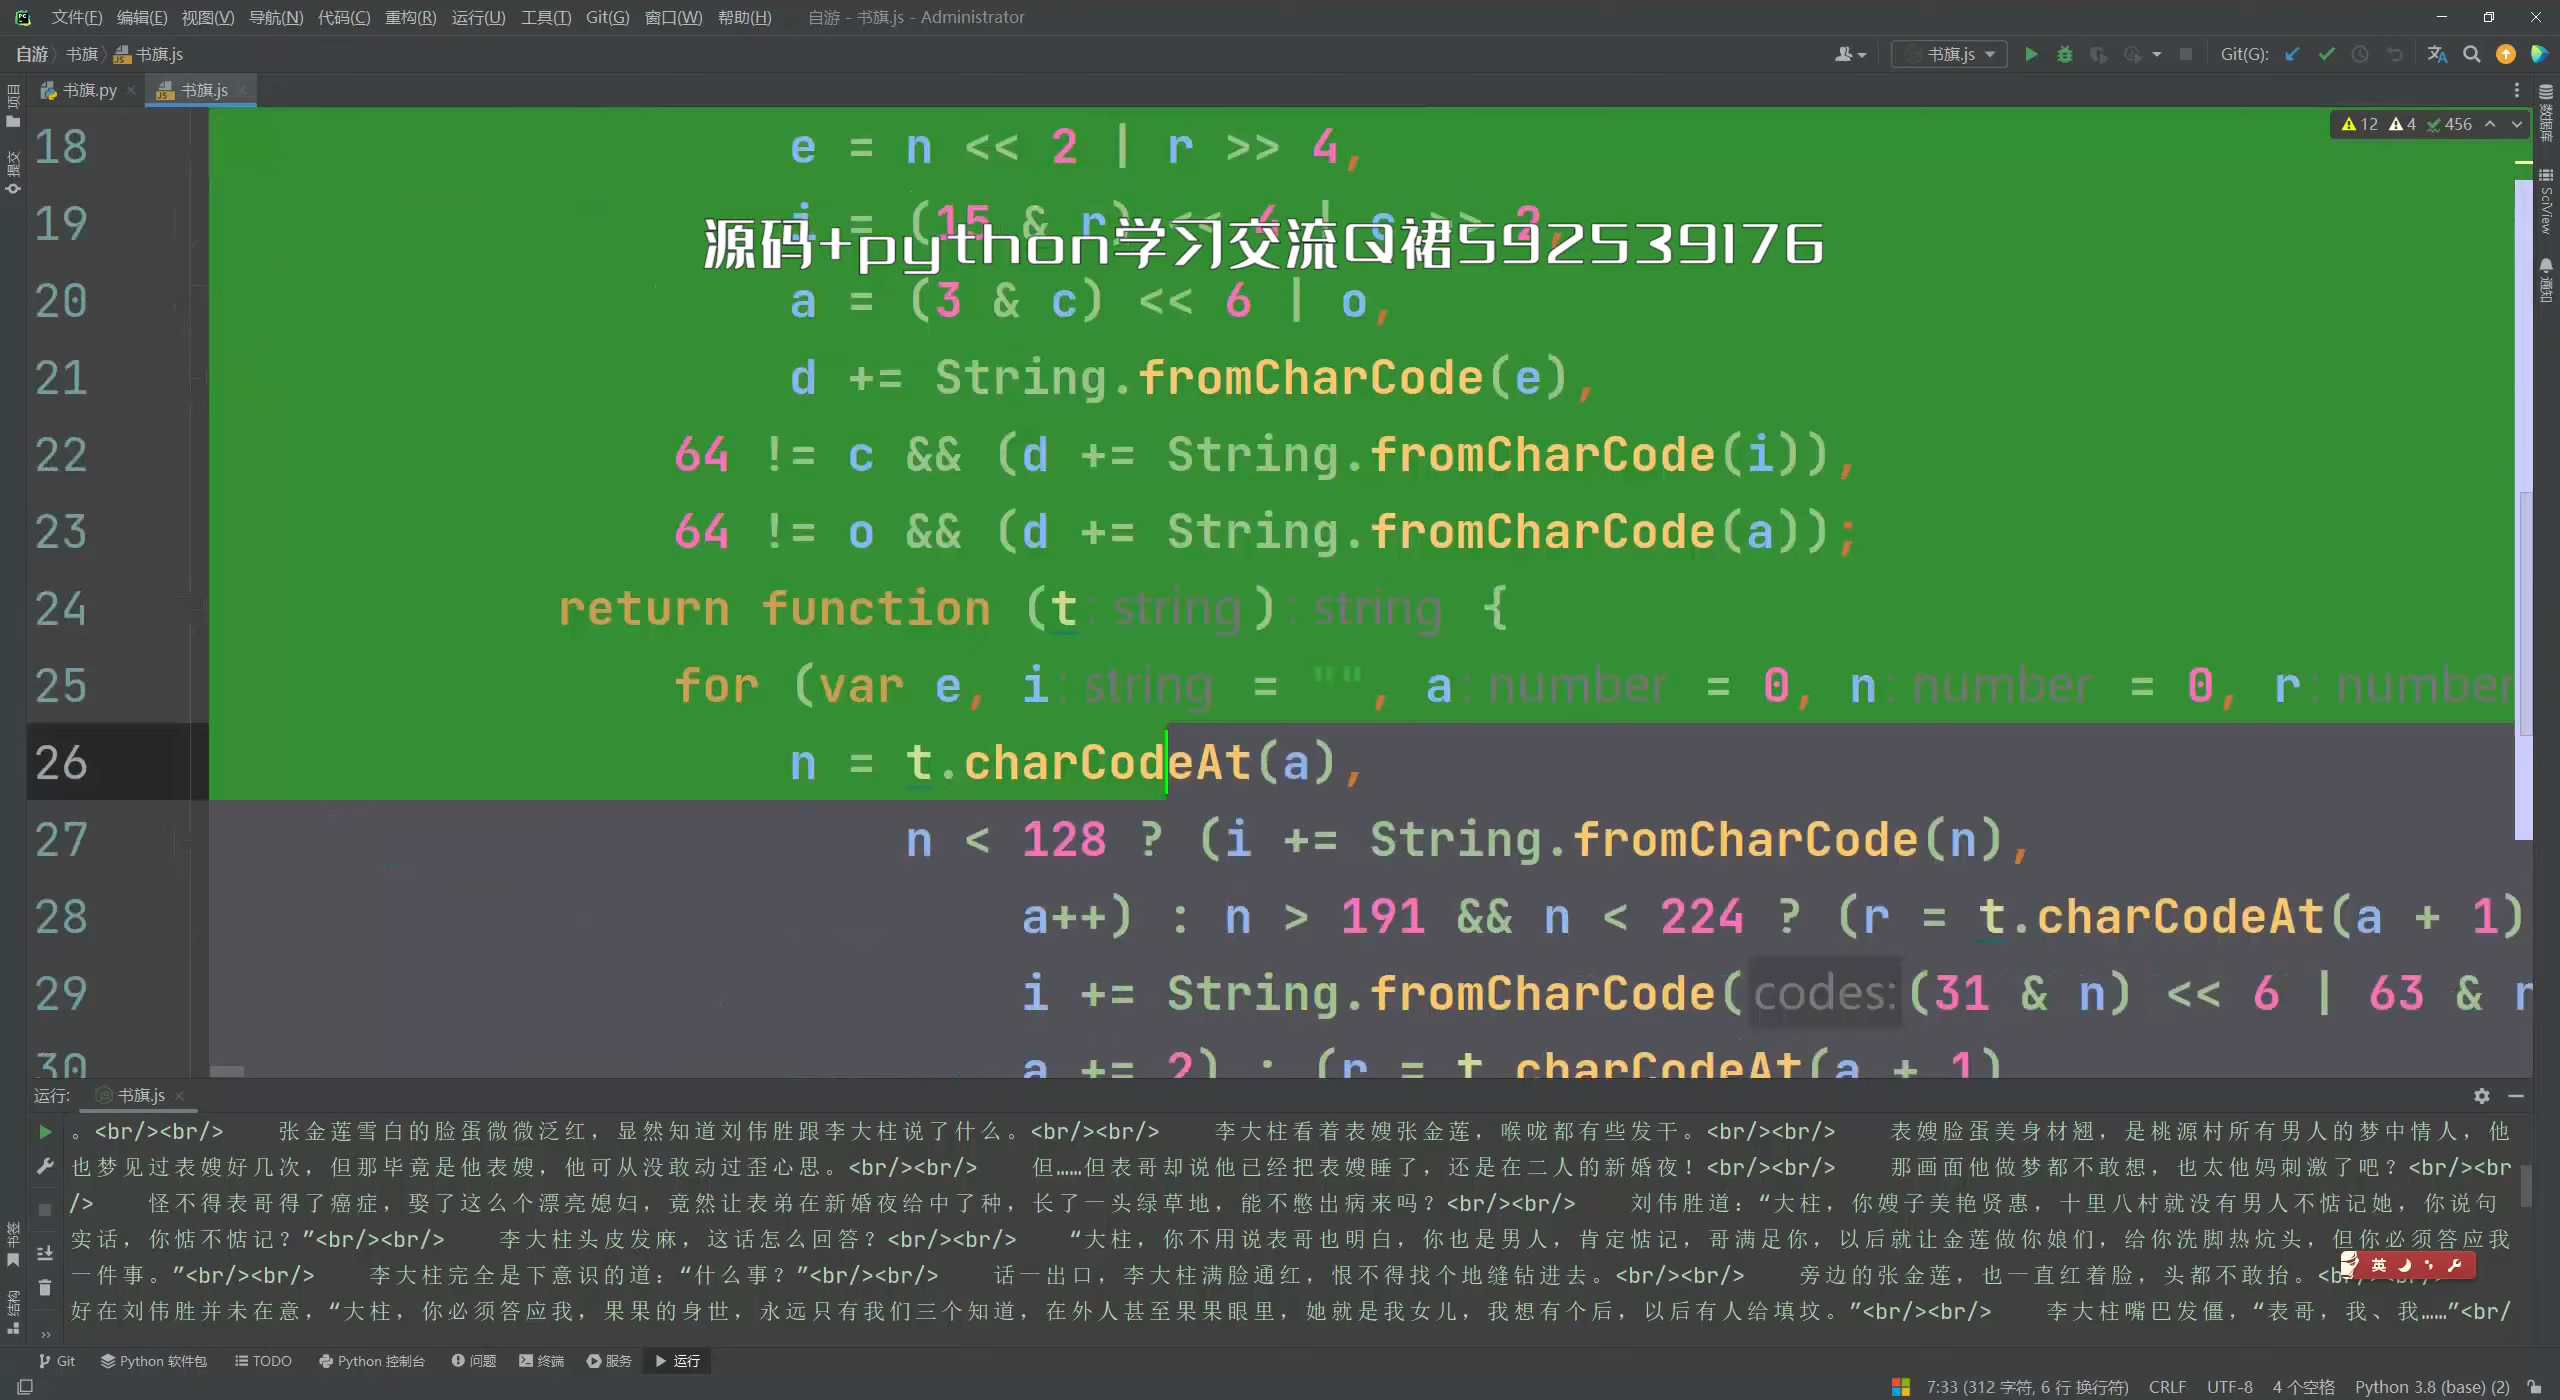 文件(F) 编辑(E) 视图(V) 导航(N) 代码(C) 重构(R) 运行(U) 工具(T) Git(G) 窗口(W) 帮助(H) 自游 - 书旗.js - Administrator
自游 书旗 书旗.js
书旗.js Git(G):
书旗.py 书旗.js
项目
提交
数据库
SciView
通知
12 4 456
18 e = n << 2 | r >> 4,
19 i = (15 & r) << 4 | c >> 2,
源码+python学习交流Q裙592539176
20 a = (3 & c) << 6 | o,
21 d += String.fromCharCode(e),
22 64 != c && (d += String.fromCharCode(i)),
23 64 != o && (d += String.fromCharCode(a));
24 return function (t: string): string {
25 for (var e, i: string = "", a: number = 0, n: number = 0, r: number
26 n = t.charCodeAt(a),
27 n < 128 ? (i += String.fromCharCode(n),
28 a++) : n > 191 && n < 224 ? (r = t.charCodeAt(a + 1)
29 i += String.fromCharCode( codes: (31 & n) << 6 | 63 & r
30 a += 2) : (r = t.charCodeAt(a + 1)
运行: 书旗.js
。<br/><br/>  张金莲雪白的脸蛋微微泛红，显然知道刘伟胜跟李大柱说了什么。<br/><br/>  李大柱看着表嫂张金莲，喉咙都有些发干。<br/><br/>  表嫂脸蛋美身材翘，是桃源村所有男人的梦中情人，他
也梦见过表嫂好几次，但那毕竟是他表嫂，他可从没敢动过歪心思。<br/><br/>  但……但表哥却说他已经把表嫂睡了，还是在二人的新婚夜！<br/><br/>  那画面他做梦都不敢想，也太他妈刺激了吧？<br/><br
/>  怪不得表哥得了癌症，娶了这么个漂亮媳妇，竟然让表弟在新婚夜给中了种，长了一头绿草地，能不憋出病来吗？<br/><br/>  刘伟胜道：“大柱，你嫂子美艳贤惠，十里八村就没有男人不惦记她，你说句
实话，你惦不惦记？”<br/><br/>  李大柱头皮发麻，这话怎么回答？<br/><br/>  “大柱，你不用说表哥也明白，你也是男人，肯定惦记，哥满足你，以后就让金莲做你娘们，给你洗脚热炕头，但你必须答应我
一件事。”<br/><br/>  李大柱完全是下意识的道：“什么事？”<br/><br/>  话一出口，李大柱满脸通红，恨不得找个地缝钻进去。<br/><br/>  旁边的张金莲，也一直红着脸，头都不敢抬。
好在刘伟胜并未在意，“大柱，你必须答应我，果果的身世，永远只有我们三个知道，在外人甚至果果眼里，她就是我女儿，我想有个后，以后有人给填坟。”<br/><br/>  李大柱嘴巴发僵，“表哥，我、我……”<br/
英
书签
结构
Git Python 软件包 TODO Python 控制台 问题 终端 服务 运行
7:33 (312 字符, 6 行 换行符) CRLF UTF-8 4 个空格 Python 3.8 (base) (2)